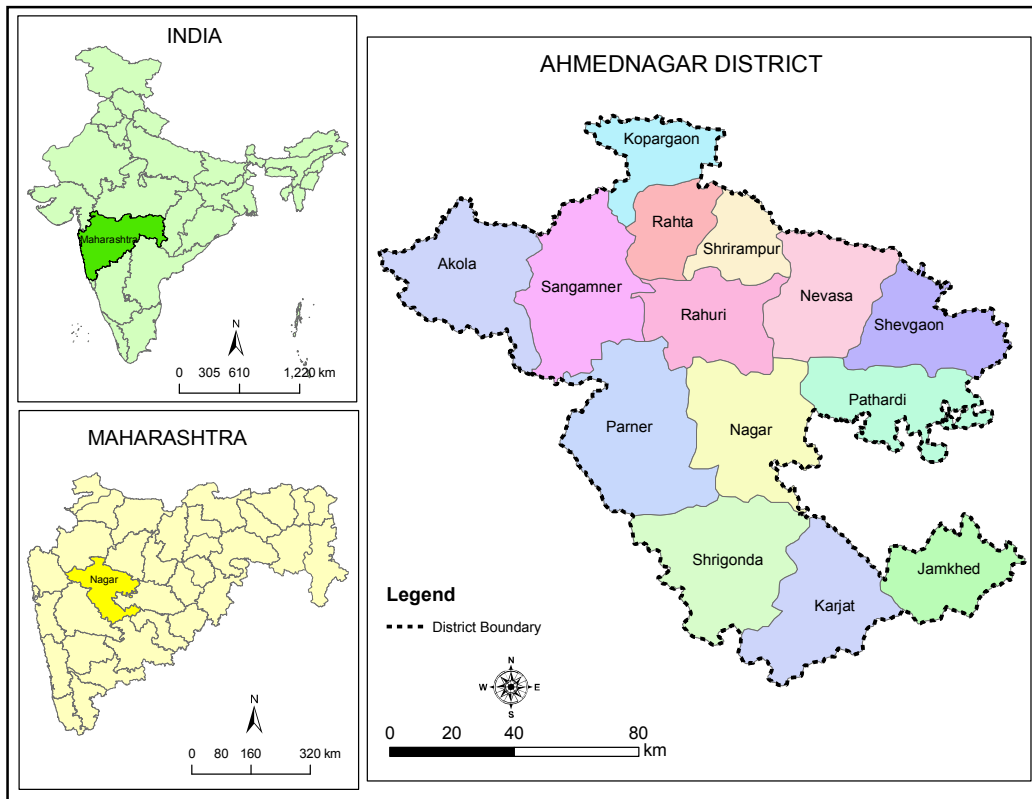 INDIA
Maharashtra
N
0 305 610 1,220 km
MAHARASHTRA
Nagar
N
0 80 160 320 km
AHMEDNAGAR DISTRICT
Kopargaon
Rahta
Shrirampur
Akola
Sangamner
Rahuri
Nevasa
Shevgaon
Pathardi
Parner
Nagar
Shrigonda
Karjat
Jamkhed
Legend
District Boundary
N
W E
S
0 20 40 80
km